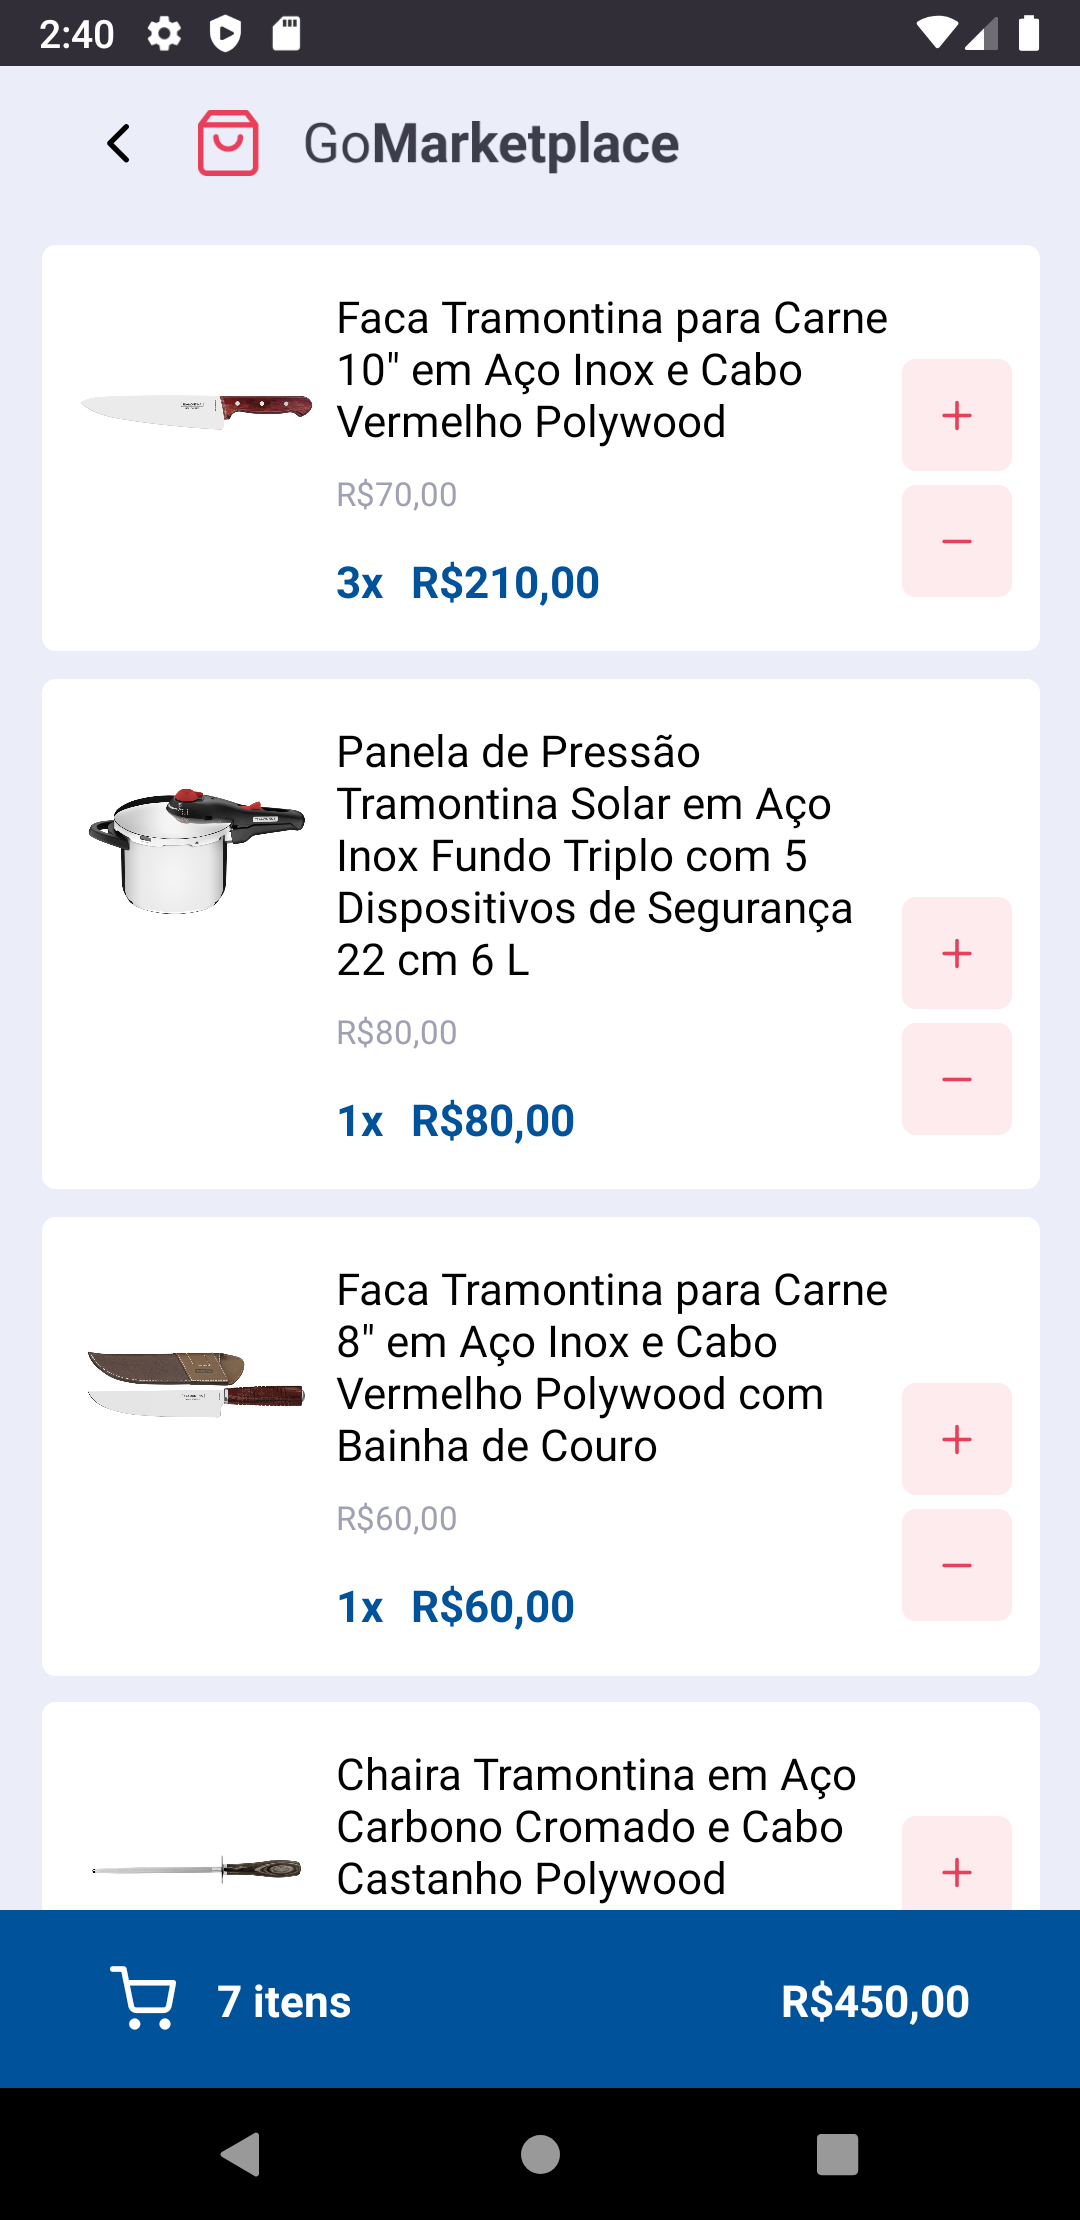 2:40
GoMarketplace
Faca Tramontina para Carne
10" em Aço Inox e Cabo
Vermelho Polywood
R$70,00
3x R$210,00
Panela de Pressão
Tramontina Solar em Aço
Inox Fundo Triplo com 5
Dispositivos de Segurança
22 cm 6 L
R$80,00
1x R$80,00
Faca Tramontina para Carne
8" em Aço Inox e Cabo
Vermelho Polywood com
Bainha de Couro
R$60,00
1x R$60,00
Chaira Tramontina em Aço
Carbono Cromado e Cabo
Castanho Polywood
7 itens
R$450,00